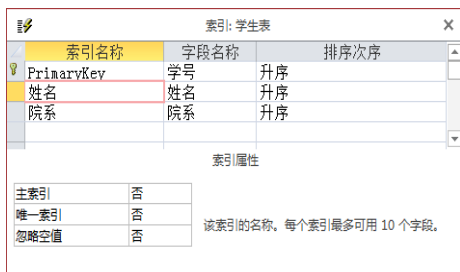 索引: 学生表
索引名称 字段名称 排序次序
PrimaryKey 学号 升序
姓名 姓名 升序
院系 院系 升序
索引属性
主索引 否
唯一索引 否
忽略空值 否
该索引的名称。每个索引最多可用 10 个字段。